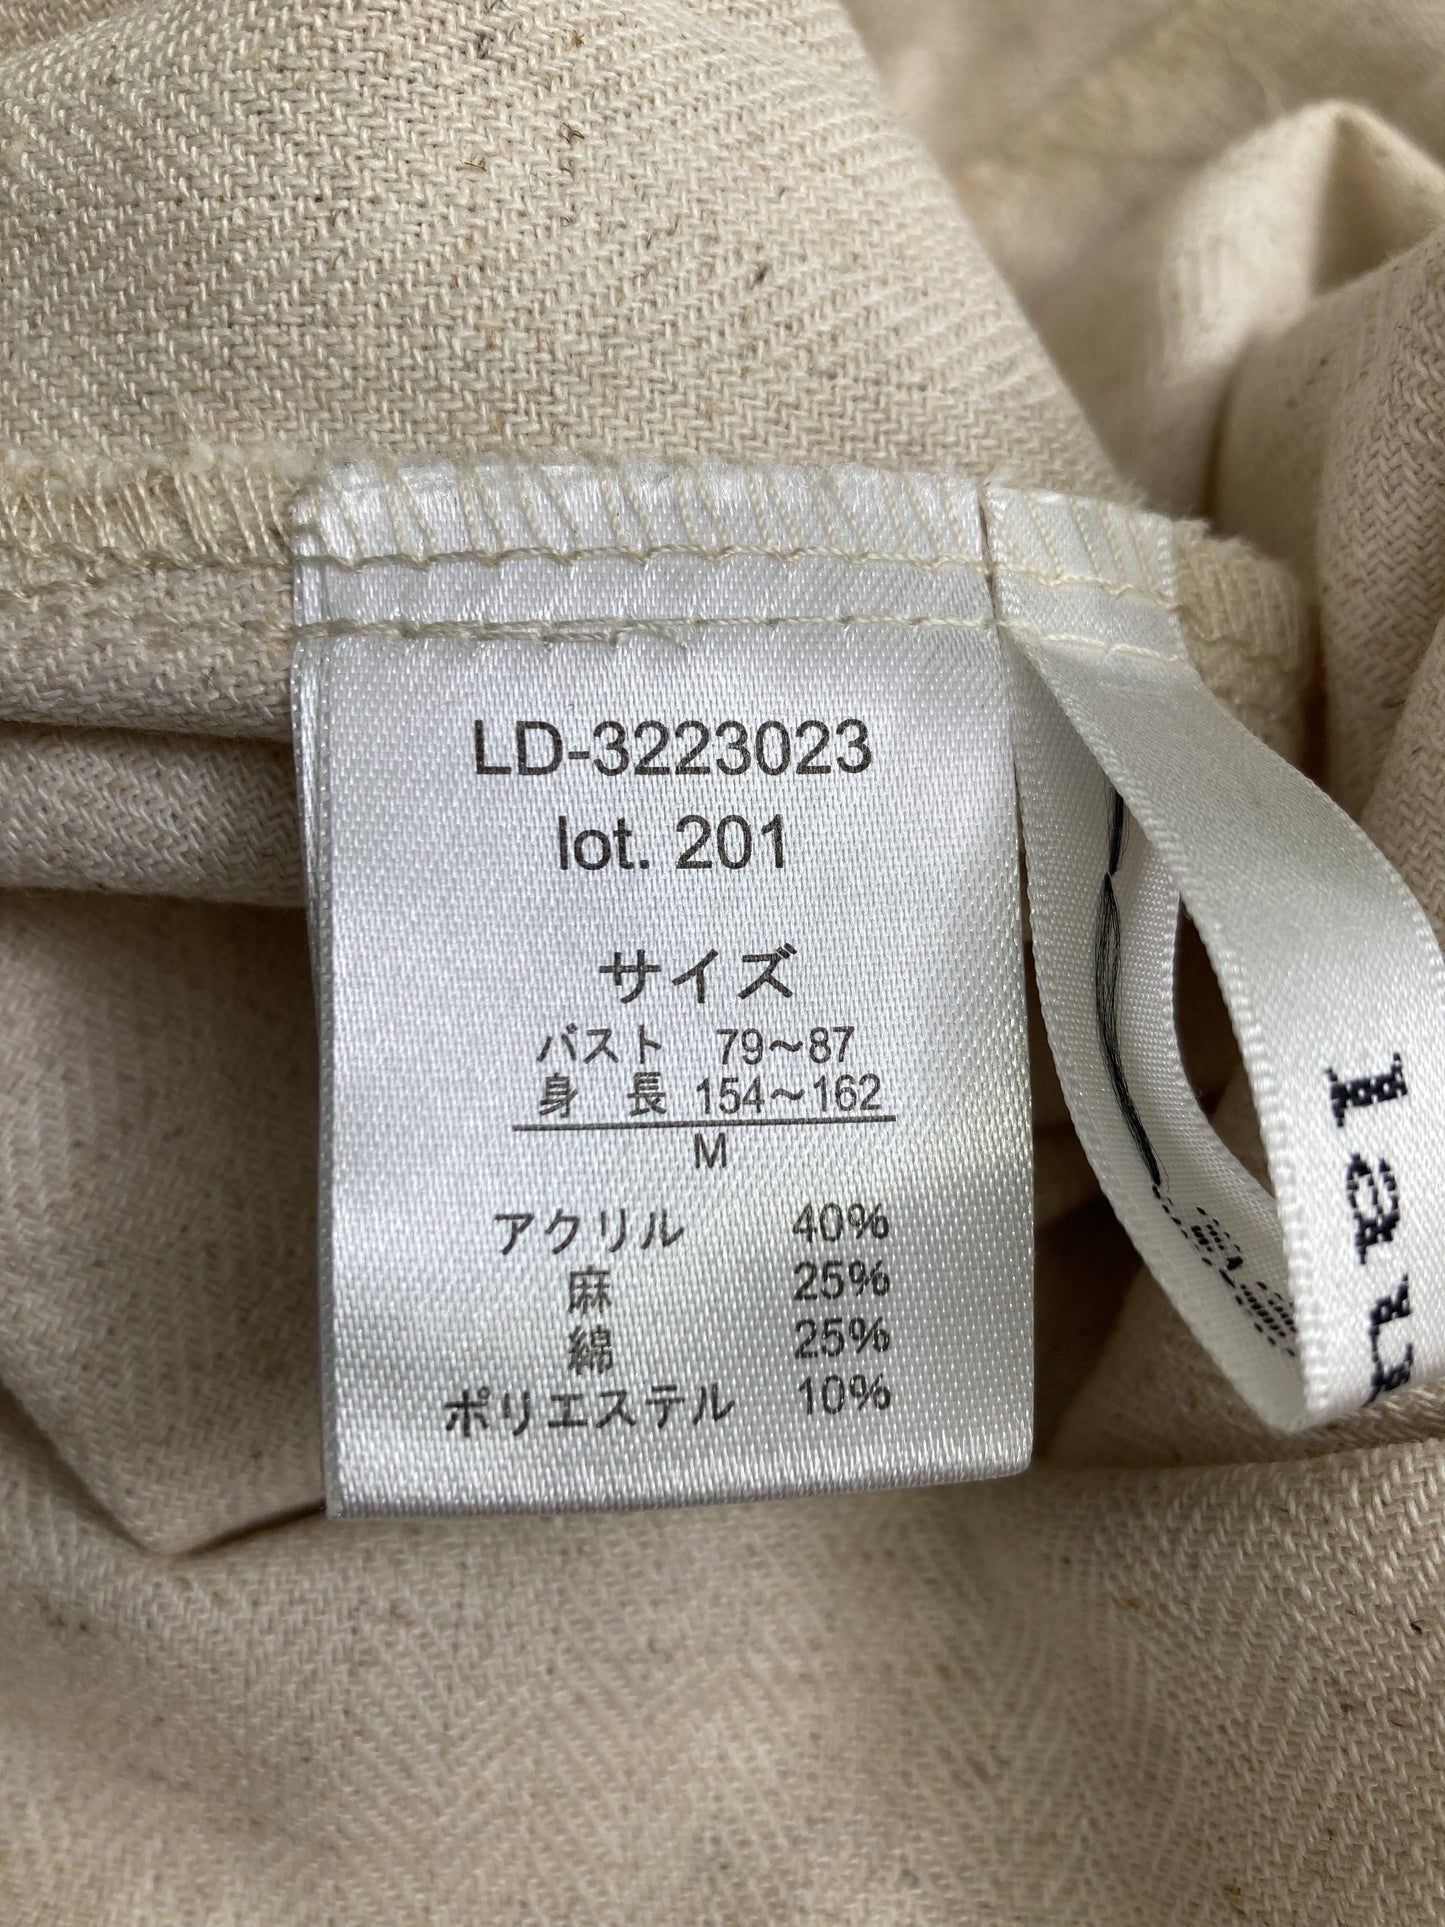 LD-3223023
lot. 201
サイズ
バスト 79～87
身 長 154～162
M
アクリル 40%
麻 25%
綿 25%
ポリエステル 10%